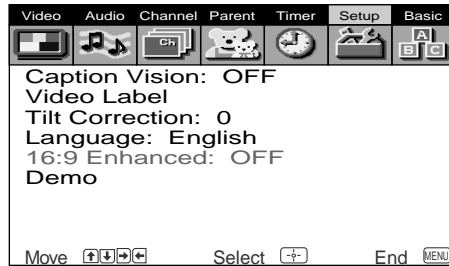 Video Audio Channel Parent Timer Setup Basic
Ch A B C
Caption Vision: OFF
Video Label
Tilt Correction: 0
Language: English
16:9 Enhanced: OFF
Demo
Move Select End MENU